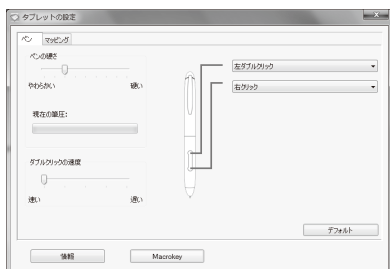 タブレットの設定
ペン
マッピング
ペンの硬さ
やわらかい
硬い
現在の筆圧:
ダブルクリックの速度
速い
遅い
左ダブルクリック
右クリック
デフォルト
情報
Macrokey